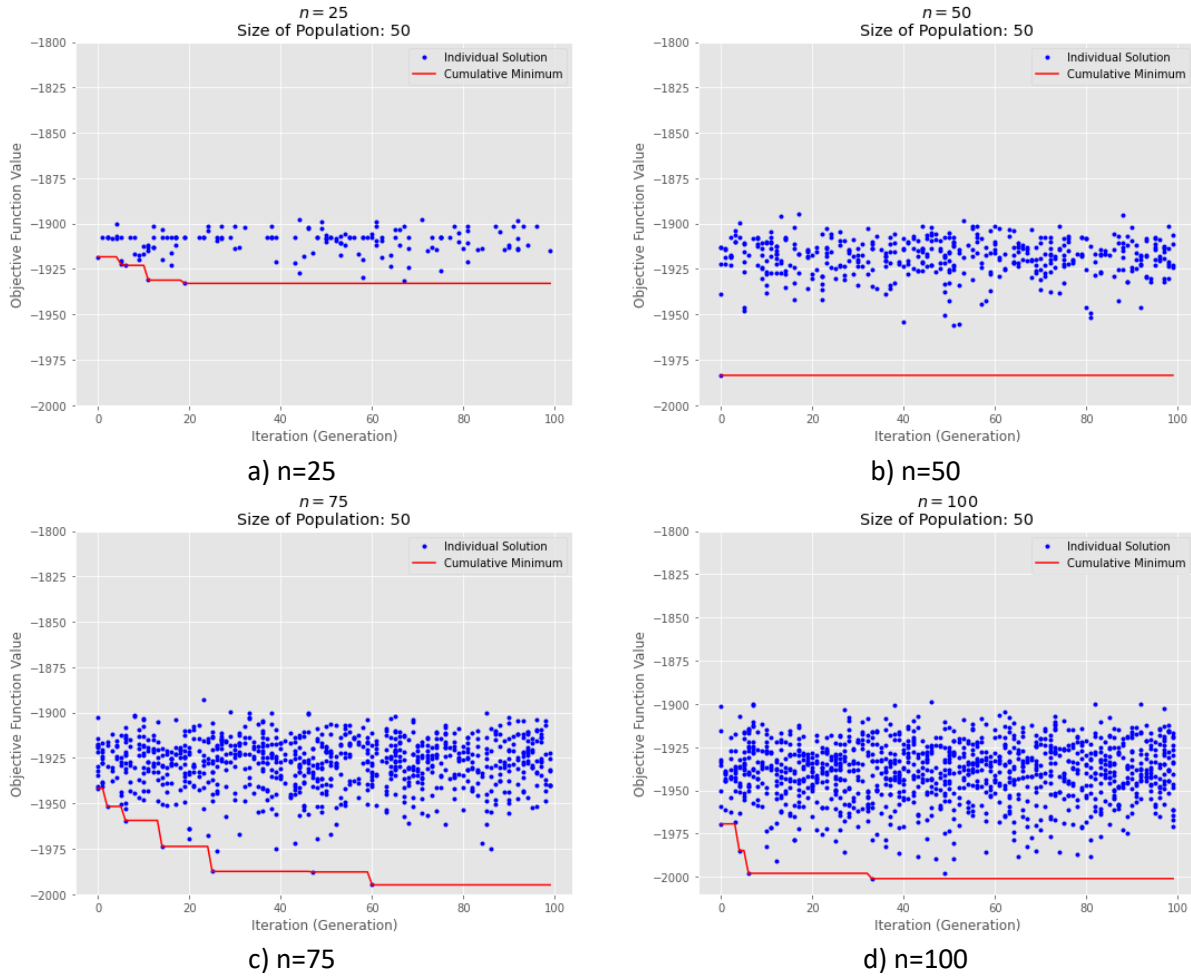 n = 25
Size of Population: 50
Objective Function Value
−1800
−1825
−1850
−1875
−1900
−1925
−1950
−1975
−2000
Individual Solution
Cumulative Minimum
0 20 40 60 80 100
Iteration (Generation)
a) n=25
n = 50
Size of Population: 50
Objective Function Value
−1800
−1825
−1850
−1875
−1900
−1925
−1950
−1975
−2000
Individual Solution
Cumulative Minimum
0 20 40 60 80 100
Iteration (Generation)
b) n=50
n = 75
Size of Population: 50
Objective Function Value
−1800
−1825
−1850
−1875
−1900
−1925
−1950
−1975
−2000
Individual Solution
Cumulative Minimum
0 20 40 60 80 100
Iteration (Generation)
c) n=75
n = 100
Size of Population: 50
Objective Function Value
−1800
−1825
−1850
−1875
−1900
−1925
−1950
−1975
−2000
Individual Solution
Cumulative Minimum
0 20 40 60 80 100
Iteration (Generation)
d) n=100